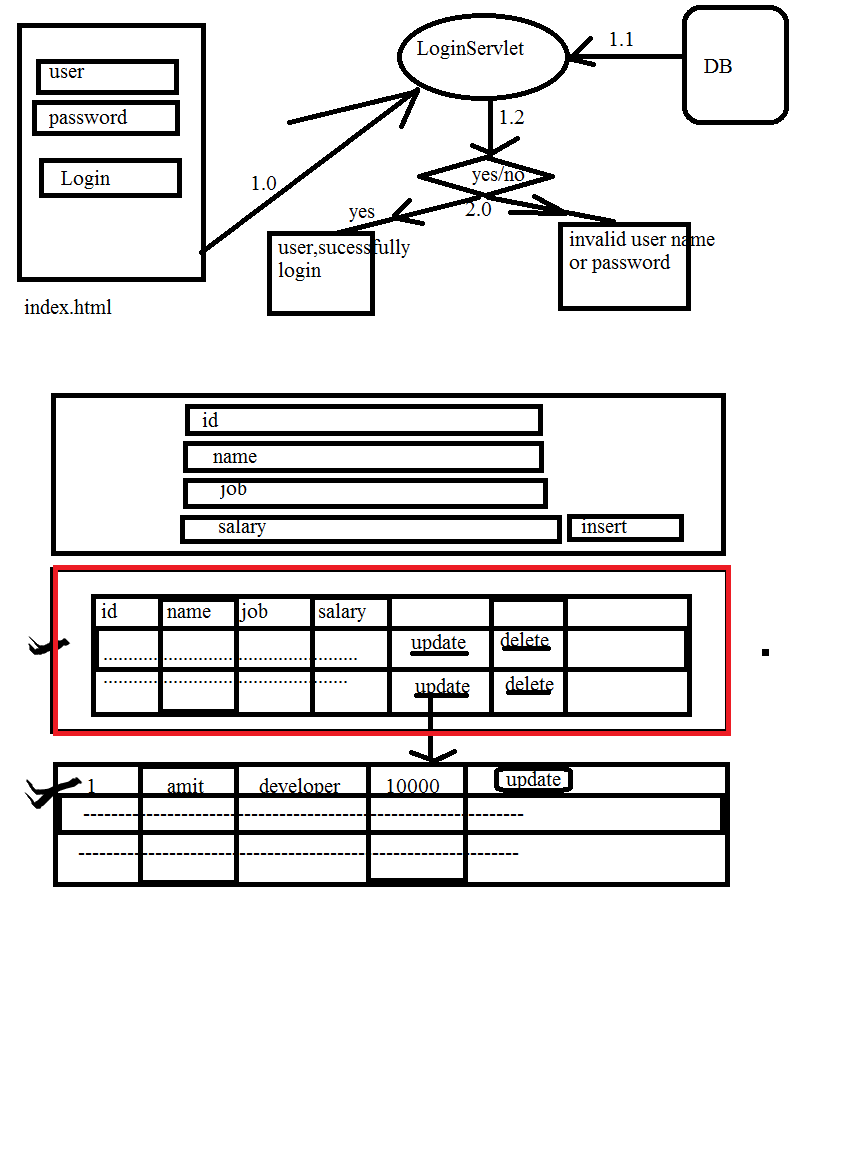 user
password
Login
index.html
1.0
LoginServlet
1.1
DB
1.2
yes/no
yes
2.0
user,sucessfully
login
invalid user name
or password
id
name
job
salary
insert
id name job salary
update delete
update delete
1 amit developer 10000 update